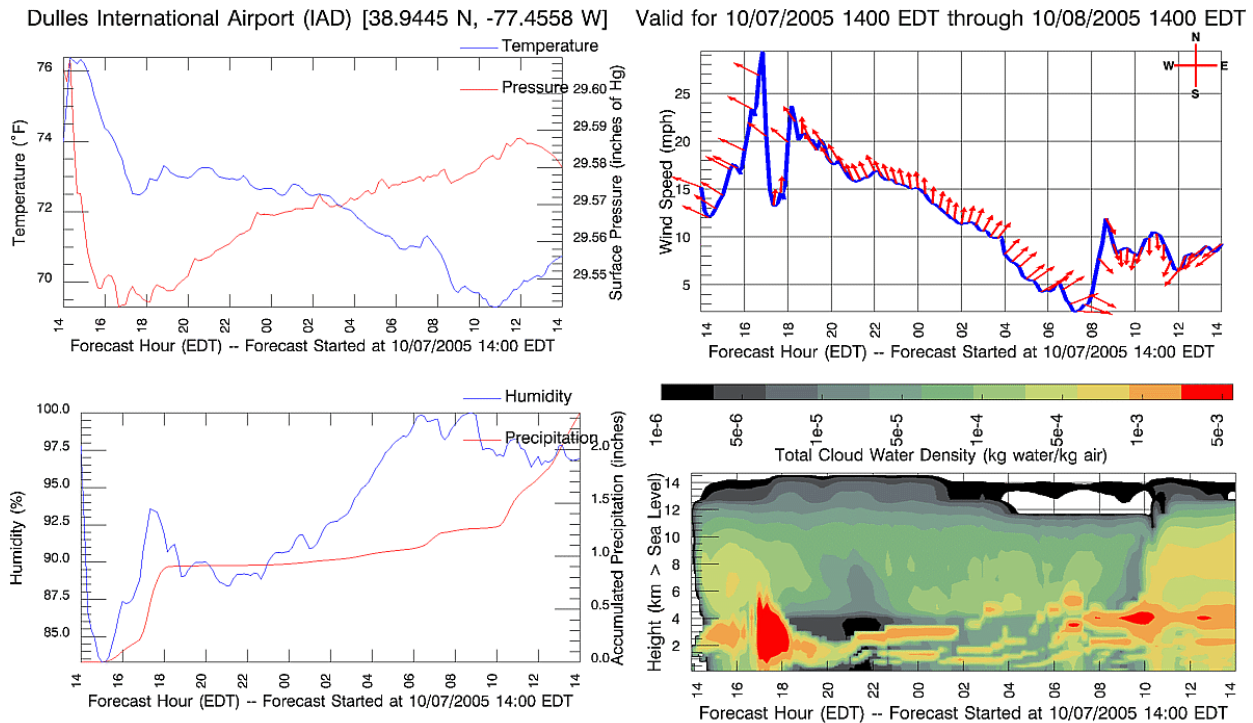 Dulles International Airport (IAD) [38.9445 N, -77.4558 W] Valid for 10/07/2005 1400 EDT through 10/08/2005 1400 EDT
Temperature
Pressure
Temperature (°F)
76
74
72
70
Surface Pressure (inches of Hg)
29.60
29.59
29.58
29.57
29.56
29.55
14 16 18 20 22 00 02 04 06 08 10 12 14
Forecast Hour (EDT) -- Forecast Started at 10/07/2005 14:00 EDT
N
W E
S
Wind Speed (mph)
25
20
15
10
5
14 16 18 20 22 00 02 04 06 08 10 12 14
Forecast Hour (EDT) -- Forecast Started at 10/07/2005 14:00 EDT
Humidity
Precipitation
Humidity (%)
100.0
97.5
95.0
92.5
90.0
87.5
85.0
Accumulated Precipitation (inches)
2.0
1.5
1.0
0.5
0.0
14 16 18 20 22 00 02 04 06 08 10 12 14
Forecast Hour (EDT) -- Forecast Started at 10/07/2005 14:00 EDT
1e-6 5e-6 1e-5 5e-5 1e-4 5e-4 1e-3 5e-3
Total Cloud Water Density (kg water/kg air)
Height (km > Sea Level)
14
12
10
8
6
4
2
14 16 18 20 22 00 02 04 06 08 10 12 14
Forecast Hour (EDT) -- Forecast Started at 10/07/2005 14:00 EDT